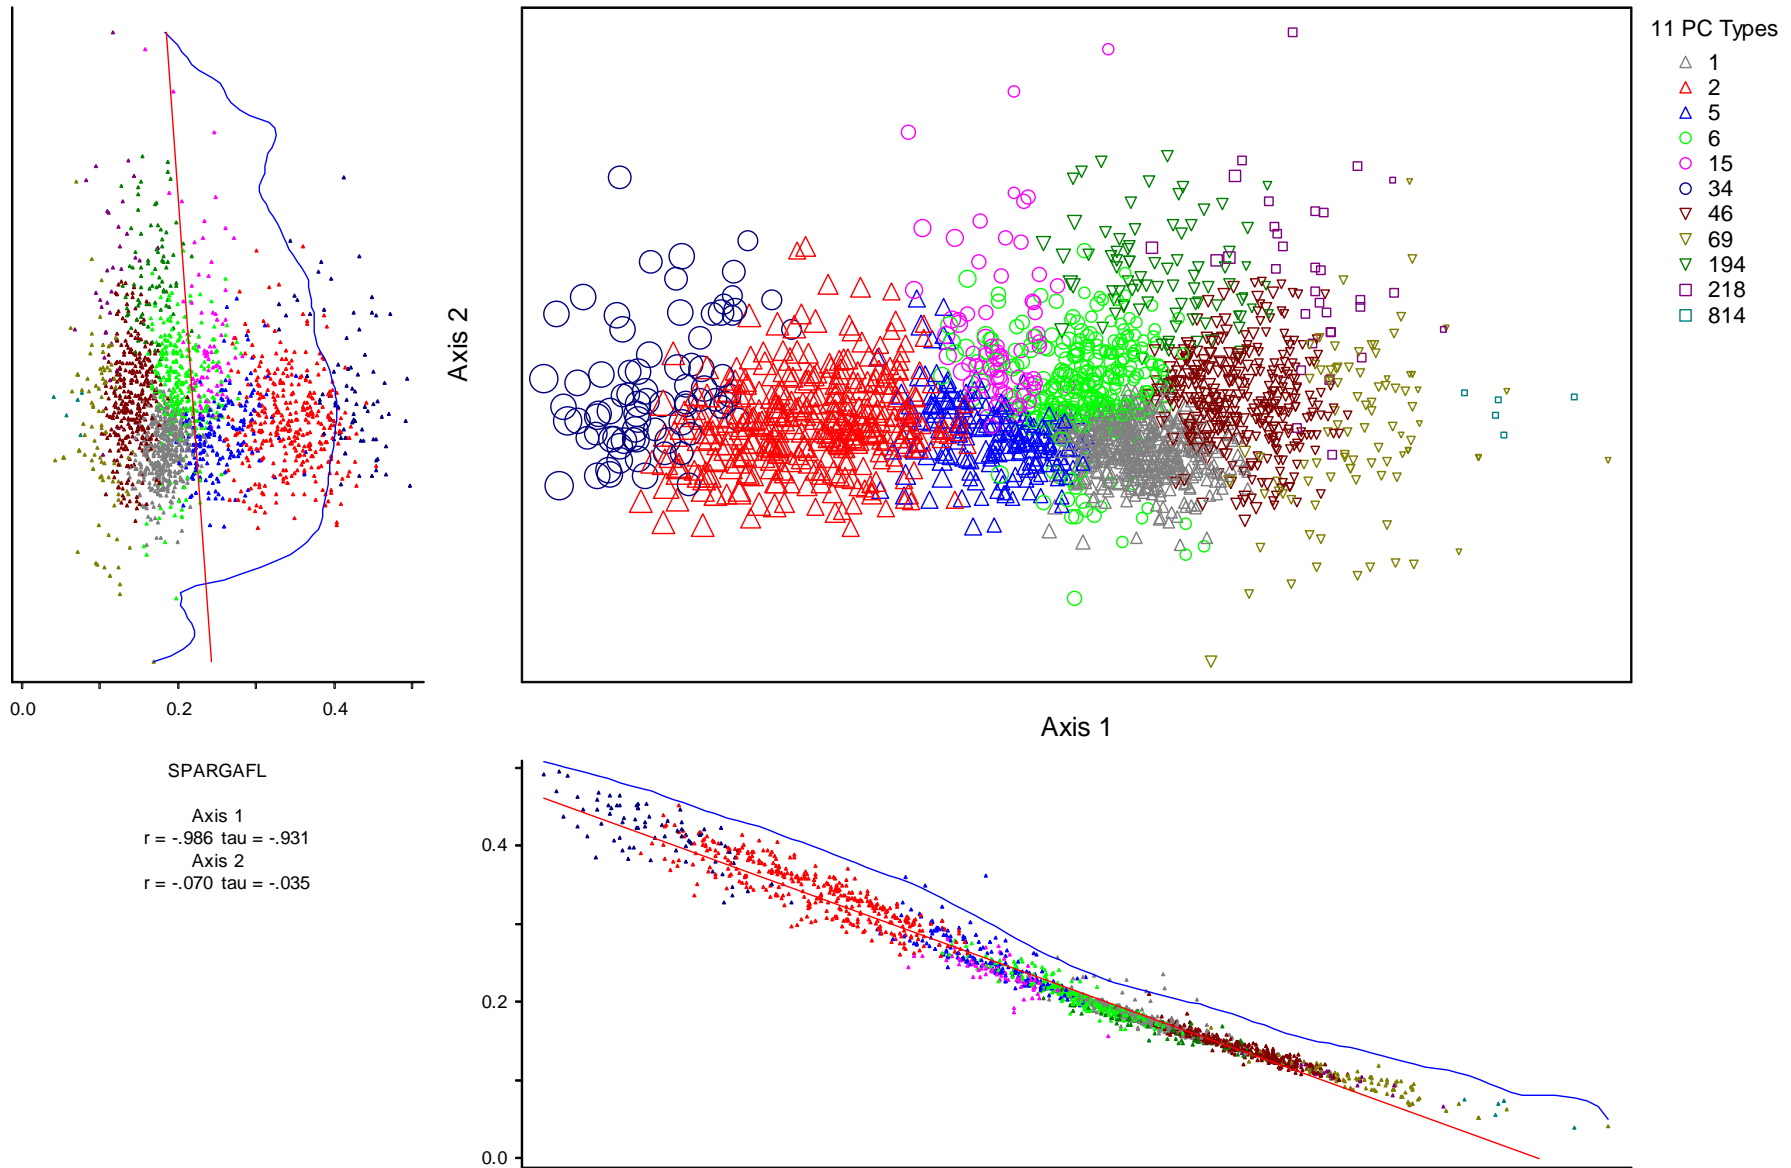 11 PC Types
1
2
5
6
15
34
46
69
194
218
814
Axis 2
0.0 0.2 0.4
Axis 1
SPARGAFL
Axis 1
r = -.986 tau = -.931
Axis 2
r = -.070 tau = -.035
0.4
0.2
0.0